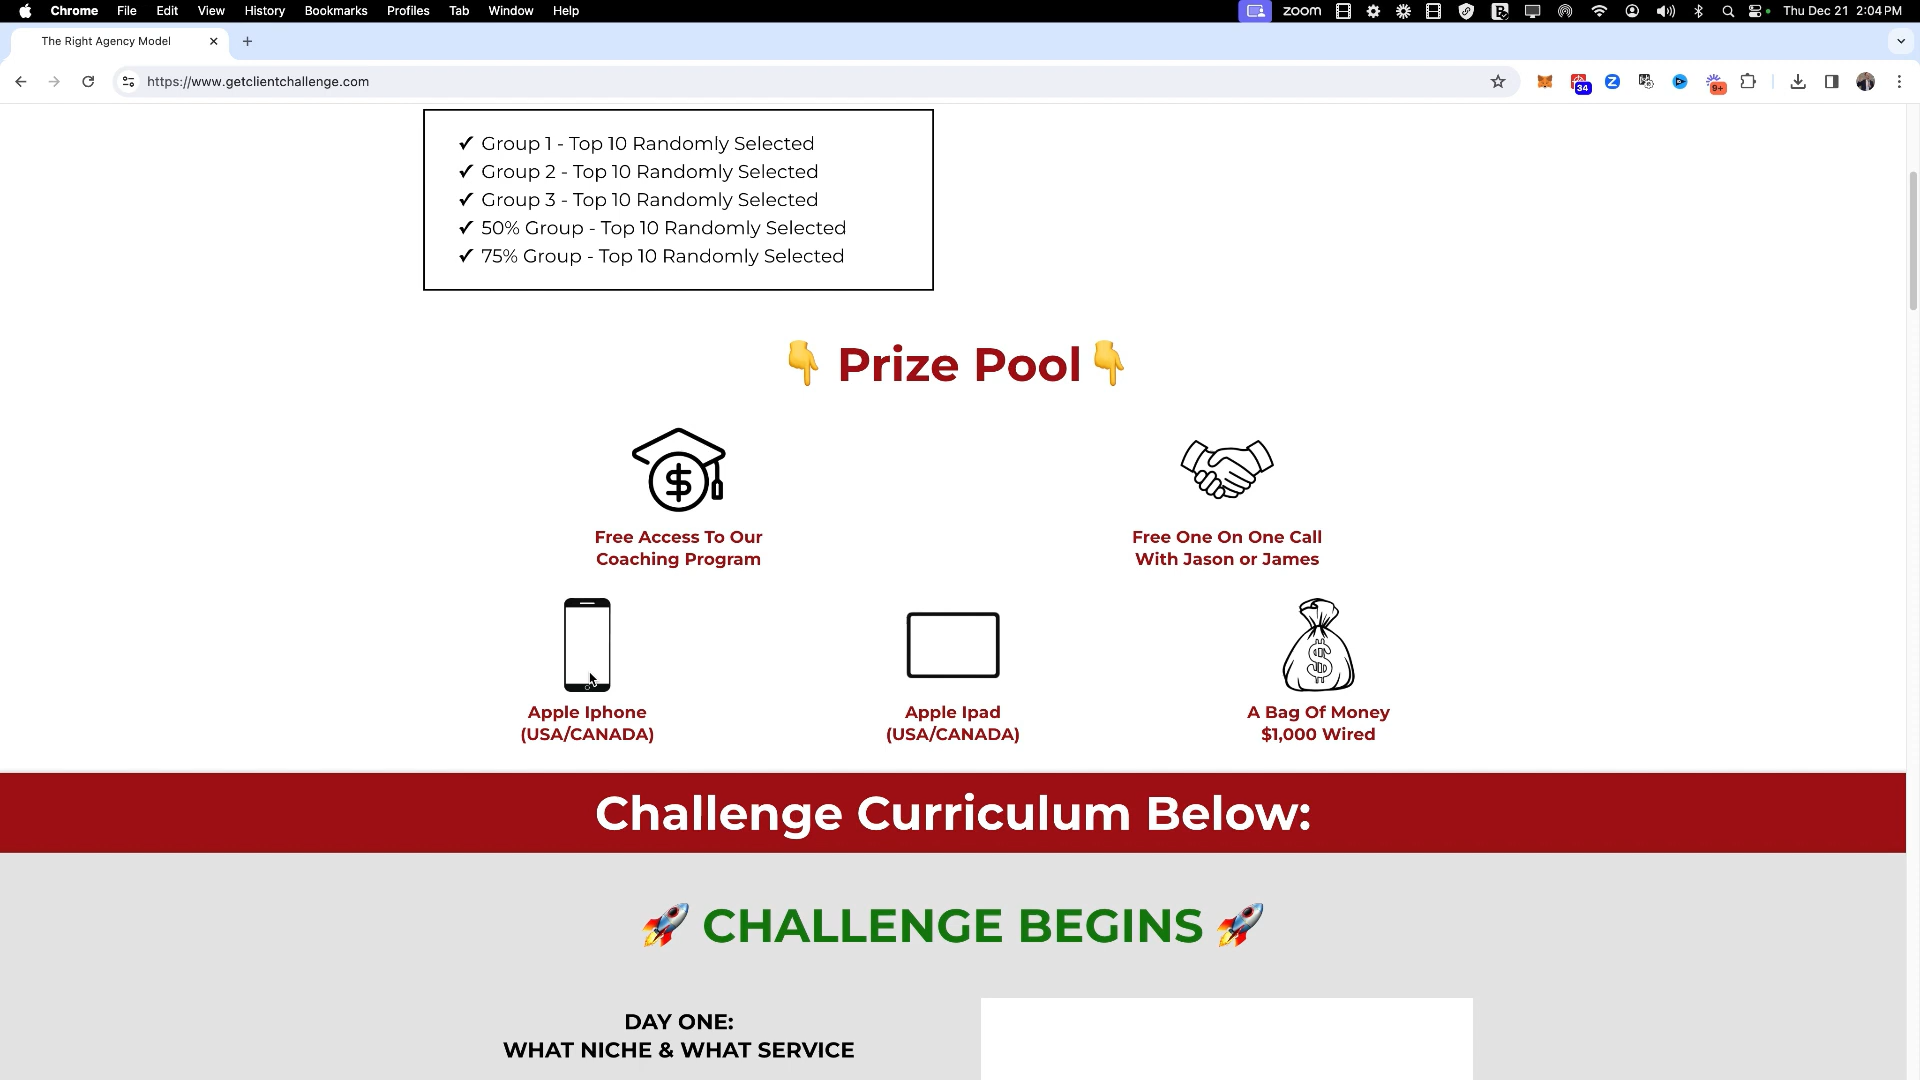 Chrome File Edit View History Bookmarks Profiles Tab Window Help zoom Thu Dec 21 2:04 PM
The Right Agency Model
https://www.getclientchallenge.com 34 9+
✓ Group 1 - Top 10 Randomly Selected
✓ Group 2 - Top 10 Randomly Selected
✓ Group 3 - Top 10 Randomly Selected
✓ 50% Group - Top 10 Randomly Selected
✓ 75% Group - Top 10 Randomly Selected
👇 Prize Pool 👇
Free Access To Our
Coaching Program
Free One On One Call
With Jason or James
Apple Iphone
(USA/CANADA)
Apple Ipad
(USA/CANADA)
A Bag Of Money
$1,000 Wired
Challenge Curriculum Below:
🚀 CHALLENGE BEGINS 🚀
DAY ONE:
WHAT NICHE & WHAT SERVICE